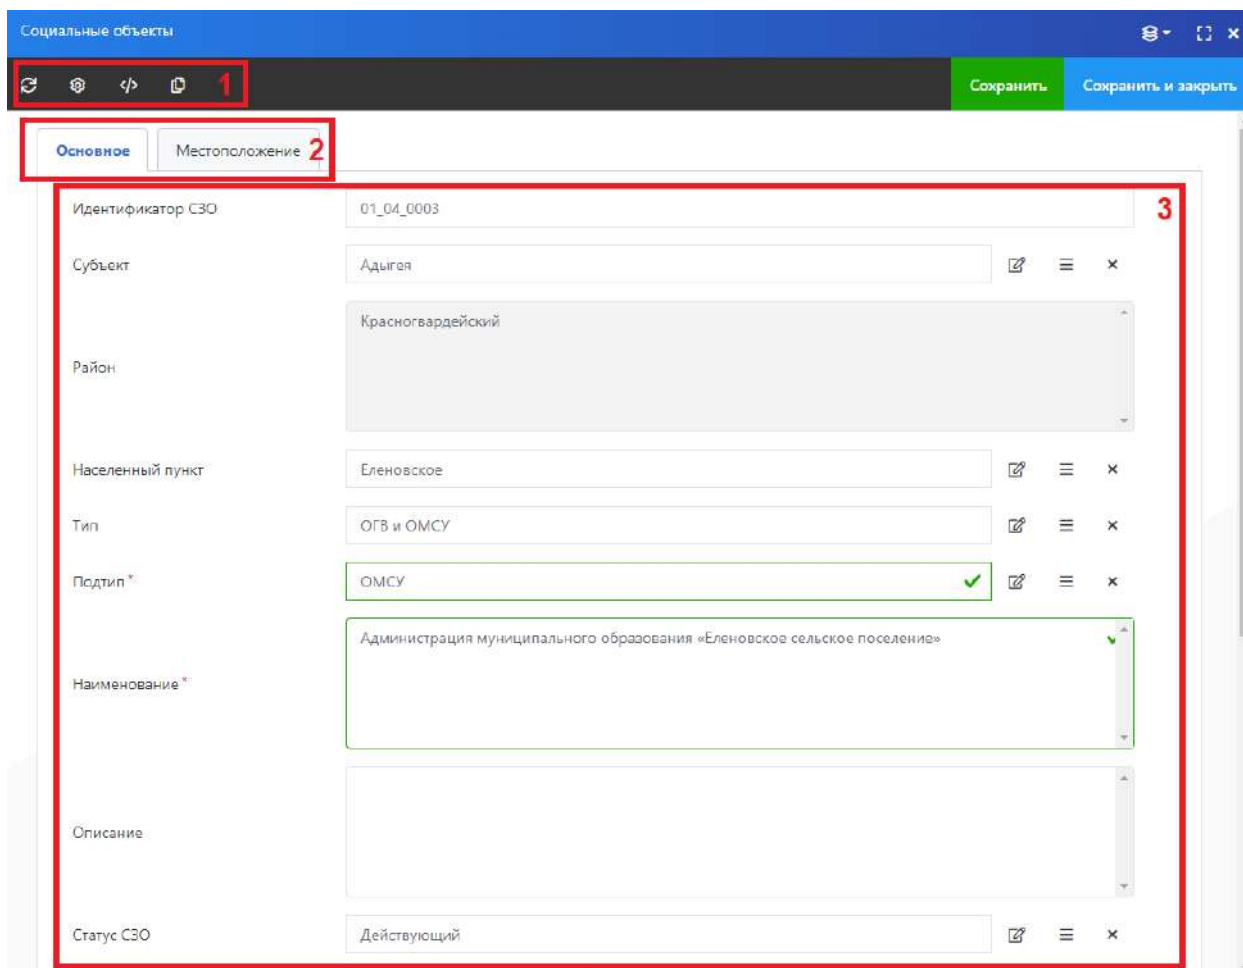 Социальные объекты
1
Сохранить
Сохранить и закрыть
Основное
Местоположение
2
3
Идентификатор СЗО
01_04_0003
Субъект
Адыгея
Район
Красногвардейский
Населенный пункт
Еленовское
Тип
ОГВ и ОМСУ
Подтип *
ОМСУ
Наименование *
Администрация муниципального образования «Еленовское сельское поселение»
Описание
Статус СЗО
Действующий